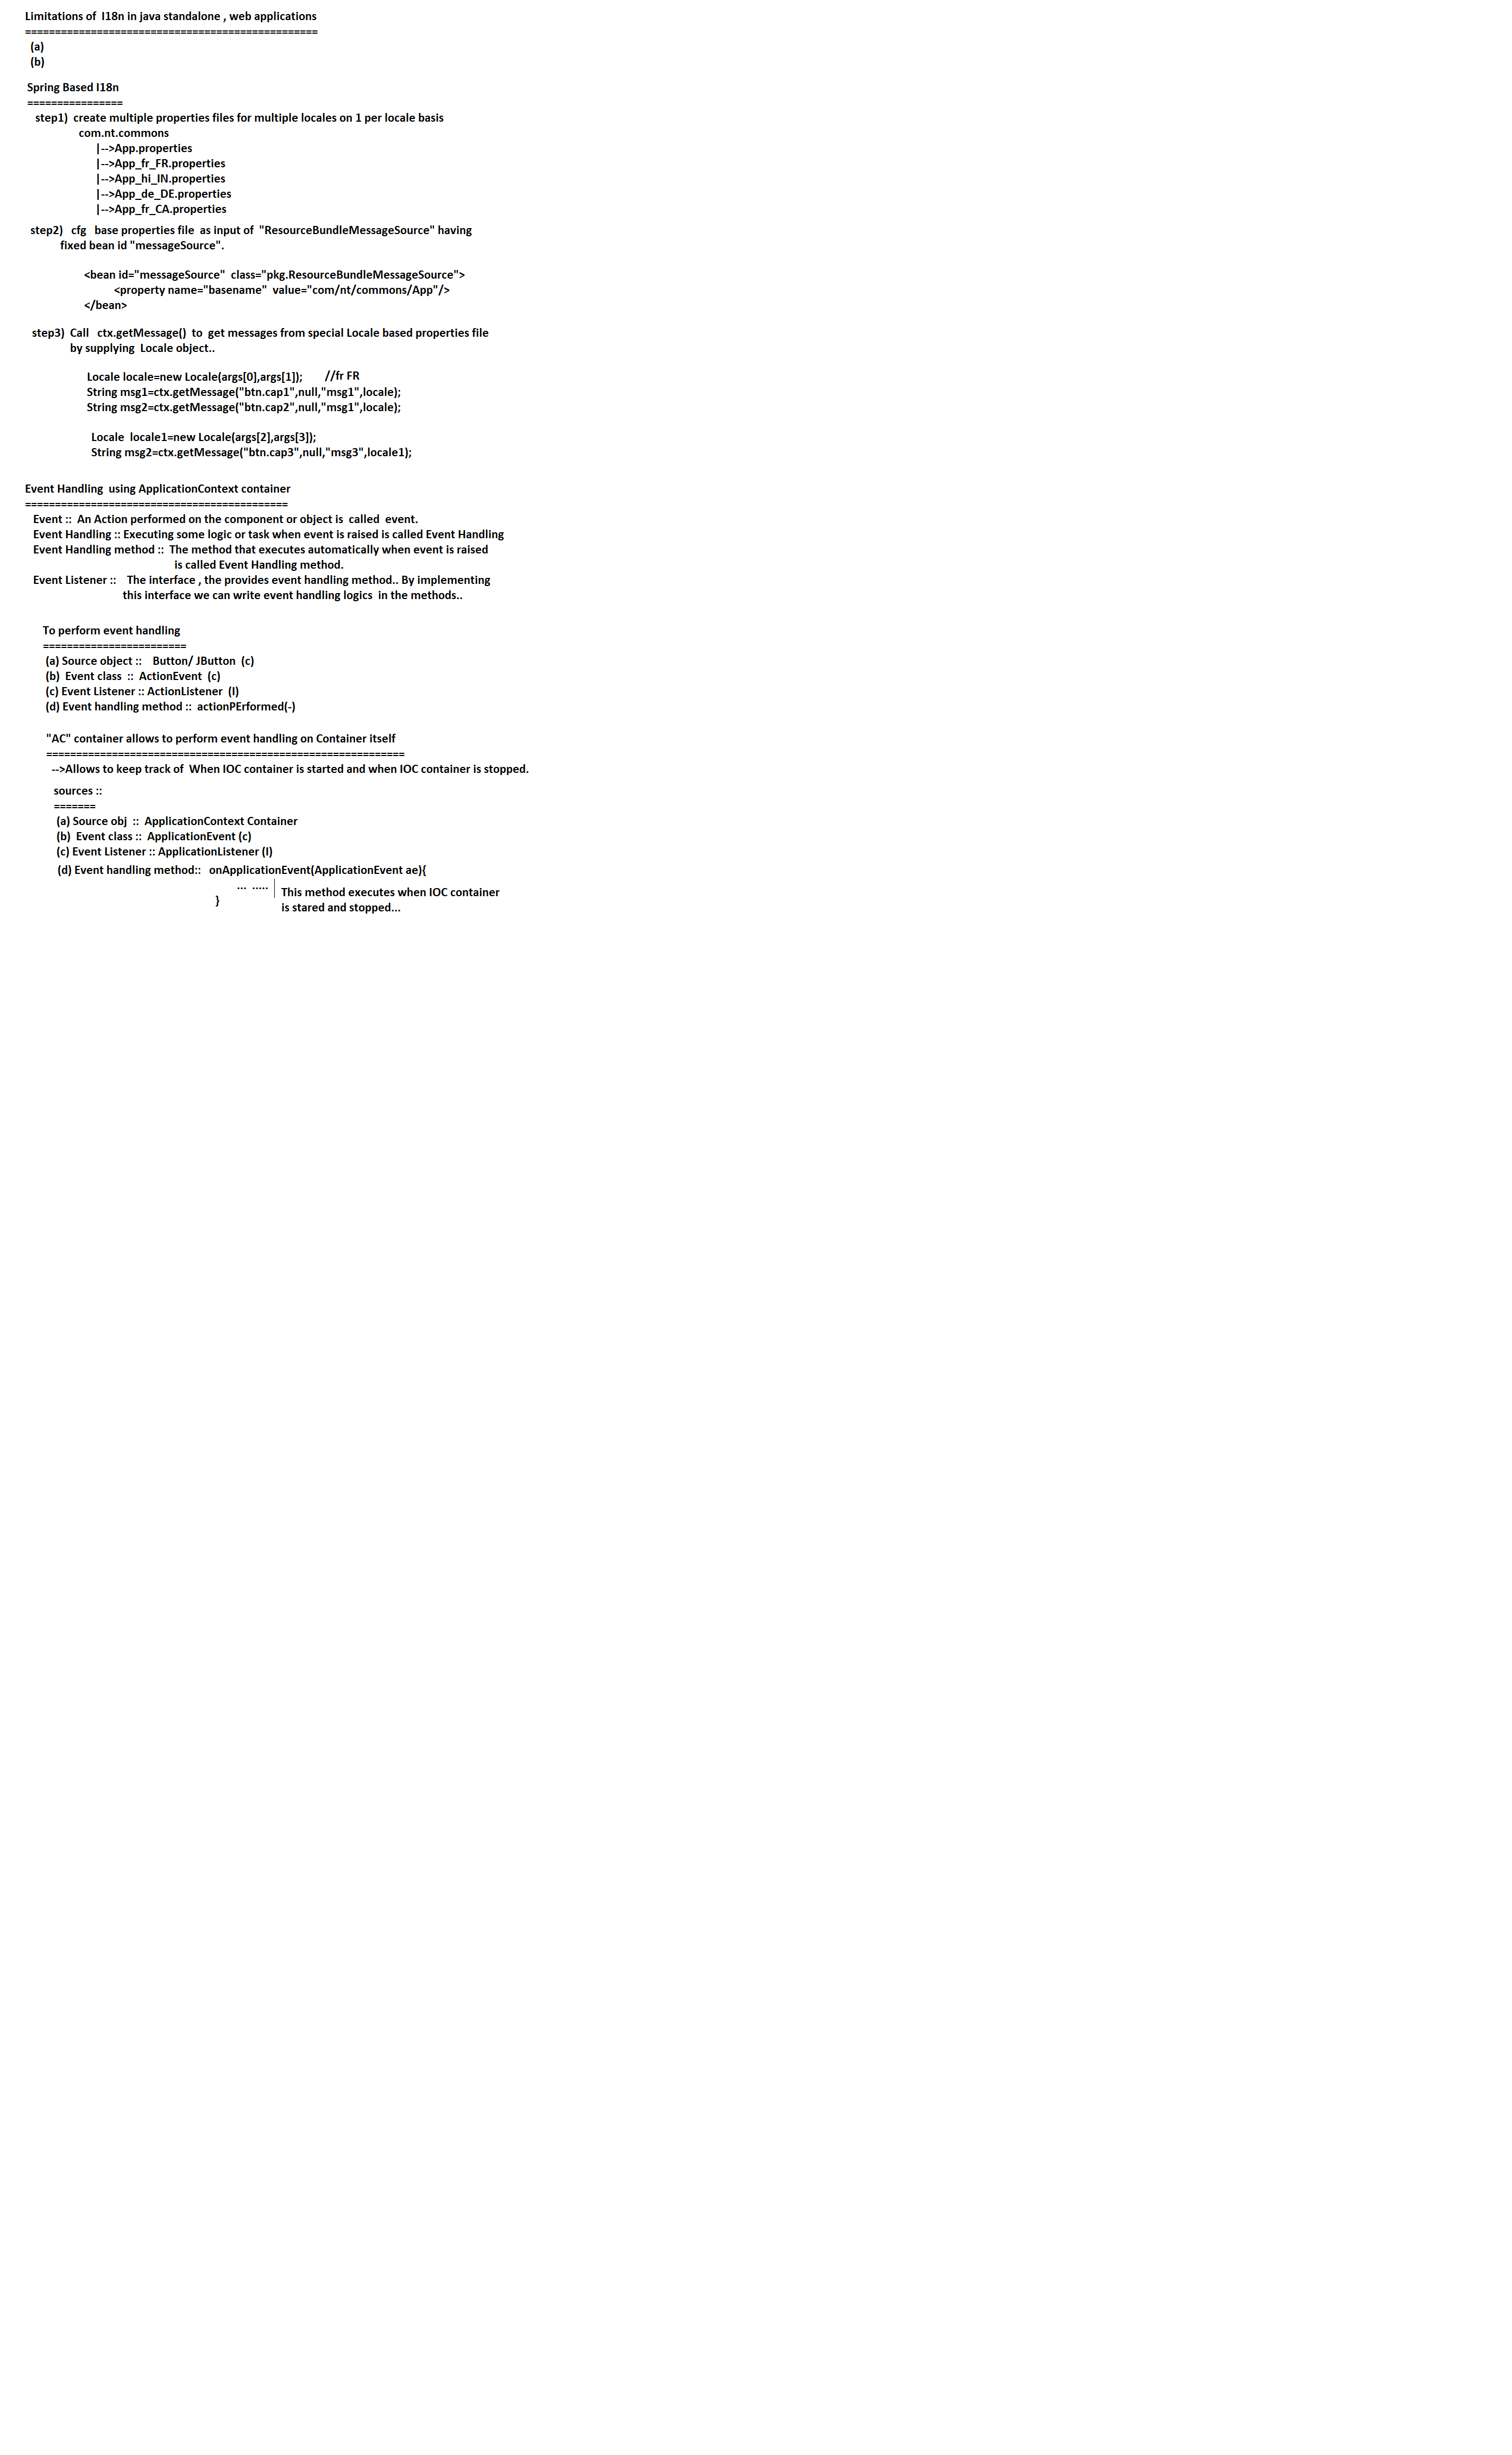 Limitations of  I18n in java standalone , web applications
=================================================
(a)
(b)
Spring Based I18n
================
step1)  create multiple properties files for multiple locales on 1 per locale basis
com.nt.commons
|-->App.properties
|-->App_fr_FR.properties
|-->App_hi_IN.properties
|-->App_de_DE.properties
|-->App_fr_CA.properties
step2)   cfg   base properties file  as input of  "ResourceBundleMessageSource" having
fixed bean id "messageSource".
<bean id="messageSource"  class="pkg.ResourceBundleMessageSource">
<property name="basename"  value="com/nt/commons/App"/>
</bean>
step3)  Call   ctx.getMessage()  to  get messages from special Locale based properties file
by supplying  Locale object..
Locale locale=new Locale(args[0],args[1]);        //fr FR
String msg1=ctx.getMessage("btn.cap1",null,"msg1",locale);
String msg2=ctx.getMessage("btn.cap2",null,"msg1",locale);
Locale  locale1=new Locale(args[2],args[3]);
String msg2=ctx.getMessage("btn.cap3",null,"msg3",locale1);
Event Handling  using ApplicationContext container
============================================
Event ::  An Action performed on the component or object is  called  event.
Event Handling :: Executing some logic or task when event is raised is called Event Handling
Event Handling method ::  The method that executes automatically when event is raised
is called Event Handling method.
Event Listener ::    The interface , the provides event handling method.. By implementing
this interface we can write event handling logics  in the methods..
To perform event handling
========================
(a) Source object ::    Button/ JButton  (c)
(b)  Event class  ::  ActionEvent  (c)
(c) Event Listener :: ActionListener  (I)
(d) Event handling method ::  actionPErformed(-)
"AC" container allows to perform event handling on Container itself
============================================================
-->Allows to keep track of  When IOC container is started and when IOC container is stopped.
sources ::
=======
(a) Source obj  ::  ApplicationContext Container
(b)  Event class ::  ApplicationEvent (c)
(c) Event Listener :: ApplicationListener (I)
(d) Event handling method::   onApplicationEvent(ApplicationEvent ae){
...  .....
This method executes when IOC container
}
is stared and stopped...